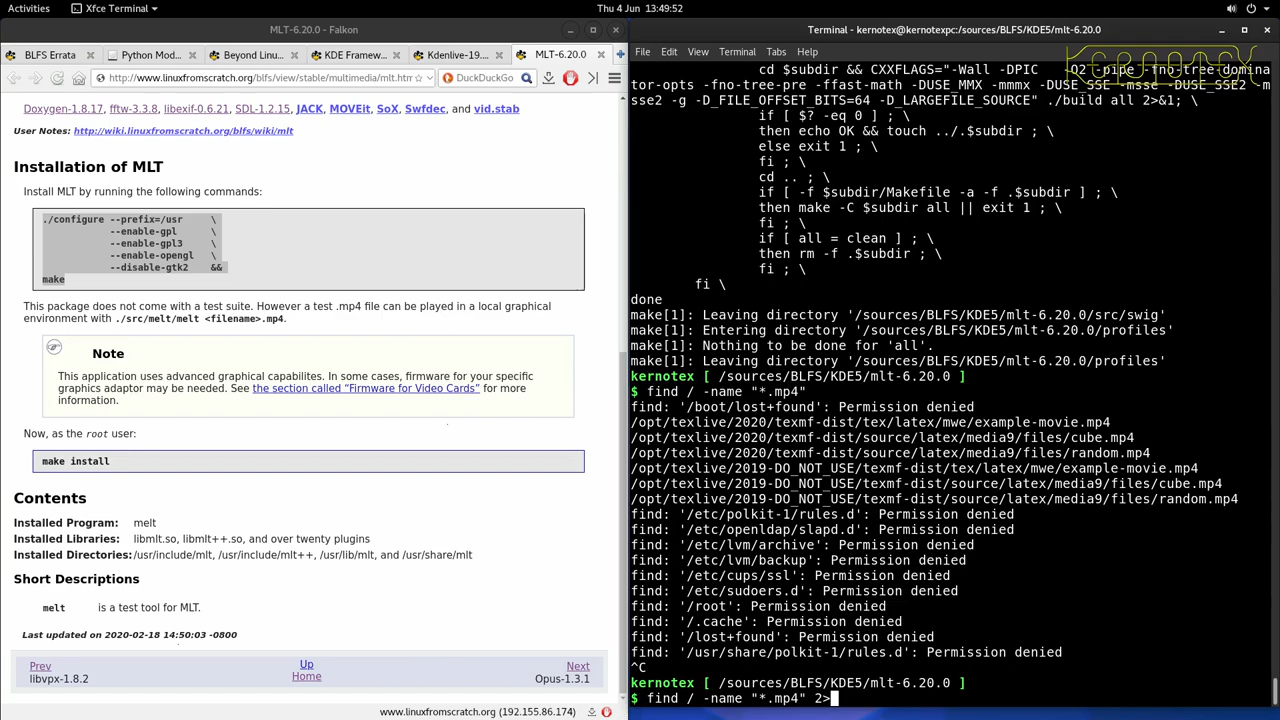 Activities
Xfce Terminal
Thu 4 Jun 13:49:52
MLT-6.20.0 - Falkon
BLFS Errata
Python Mod…
Beyond Linu…
KDE Framew…
Kdenlive-19.…
MLT-6.20.0
http://www.linuxfromscratch.org/blfs/view/stable/multimedia/mlt.htm
DuckDuckGo
Doxygen-1.8.17, fftw-3.3.8, libexif-0.6.21, SDL-1.2.15, JACK, MOVEit, SoX, Swfdec, and vid.stab
User Notes: http://wiki.linuxfromscratch.org/blfs/wiki/mlt
Installation of MLT
Install MLT by running the following commands:
./configure --prefix=/usr \
--enable-gpl \
--enable-gpl3 \
--enable-opengl \
--disable-gtk2 &&
make
This package does not come with a test suite. However a test .mp4 file can be played in a local graphical
environment with ./src/melt/melt <filename>.mp4.
Note
This application uses advanced graphical capabilites. In some cases, firmware for your specific
graphics adaptor may be needed. See the section called “Firmware for Video Cards” for more
information.
Now, as the root user:
make install
Contents
Installed Program: melt
Installed Libraries: libmlt.so, libmlt++.so, and over twenty plugins
Installed Directories: /usr/include/mlt, /usr/include/mlt++, /usr/lib/mlt, and /usr/share/mlt
Short Descriptions
melt is a test tool for MLT.
Last updated on 2020-02-18 14:50:03 -0800
Prev Up Next
libvpx-1.8.2 Home Opus-1.3.1
www.linuxfromscratch.org (192.155.86.174)
Terminal - kernotex@kernotexpc:/sources/BLFS/KDE5/mlt-6.20.0
File Edit View Terminal Tabs Help
KERNOTEX
cd $subdir && CXXFLAGS="-Wall -DPIC -O2 -pipe -fno-tree-domina
tor-opts -fno-tree-pre -ffast-math -DUSE_MMX -mmmx -DUSE_SSE -msse -DUSE_SSE2 -m
sse2 -g -D_FILE_OFFSET_BITS=64 -D_LARGEFILE_SOURCE" ./build all 2>&1; \
if [ $? -eq 0 ] ; \
then echo OK && touch ../.$subdir ; \
else exit 1 ; \
fi ; \
cd .. ; \
if [ -f $subdir/Makefile -a -f .$subdir ] ; \
then make -C $subdir all || exit 1 ; \
fi ; \
if [ all = clean ] ; \
then rm -f .$subdir ; \
fi ; \
fi \
done
make[1]: Leaving directory '/sources/BLFS/KDE5/mlt-6.20.0/src/swig'
make[1]: Entering directory '/sources/BLFS/KDE5/mlt-6.20.0/profiles'
make[1]: Nothing to be done for 'all'.
make[1]: Leaving directory '/sources/BLFS/KDE5/mlt-6.20.0/profiles'
kernotex [ /sources/BLFS/KDE5/mlt-6.20.0 ]
$ find / -name "*.mp4"
find: '/boot/lost+found': Permission denied
/opt/texlive/2020/texmf-dist/tex/latex/mwe/example-movie.mp4
/opt/texlive/2020/texmf-dist/source/latex/media9/files/cube.mp4
/opt/texlive/2020/texmf-dist/source/latex/media9/files/random.mp4
/opt/texlive/2019-DO_NOT_USE/texmf-dist/tex/latex/mwe/example-movie.mp4
/opt/texlive/2019-DO_NOT_USE/texmf-dist/source/latex/media9/files/cube.mp4
/opt/texlive/2019-DO_NOT_USE/texmf-dist/source/latex/media9/files/random.mp4
find: '/etc/polkit-1/rules.d': Permission denied
find: '/etc/openldap/slapd.d': Permission denied
find: '/etc/lvm/archive': Permission denied
find: '/etc/lvm/backup': Permission denied
find: '/etc/cups/ssl': Permission denied
find: '/etc/sudoers.d': Permission denied
find: '/root': Permission denied
find: '/.cache': Permission denied
find: '/lost+found': Permission denied
find: '/usr/share/polkit-1/rules.d': Permission denied
^C
kernotex [ /sources/BLFS/KDE5/mlt-6.20.0 ]
$ find / -name "*.mp4" 2>